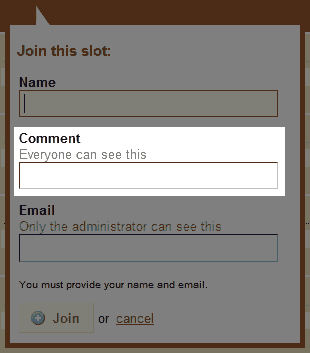 Join this slot:
Name
Comment
Everyone can see this
Email
Only the administrator can see this
You must provide your name and email.
Join or cancel